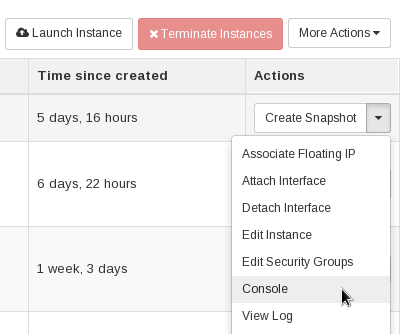 Launch Instance Terminate Instances More Actions
Time since created Actions
5 days, 16 hours Create Snapshot
Associate Floating IP
Attach Interface
6 days, 22 hours
Detach Interface
Edit Instance
Edit Security Groups
1 week, 3 days
Console
View Log